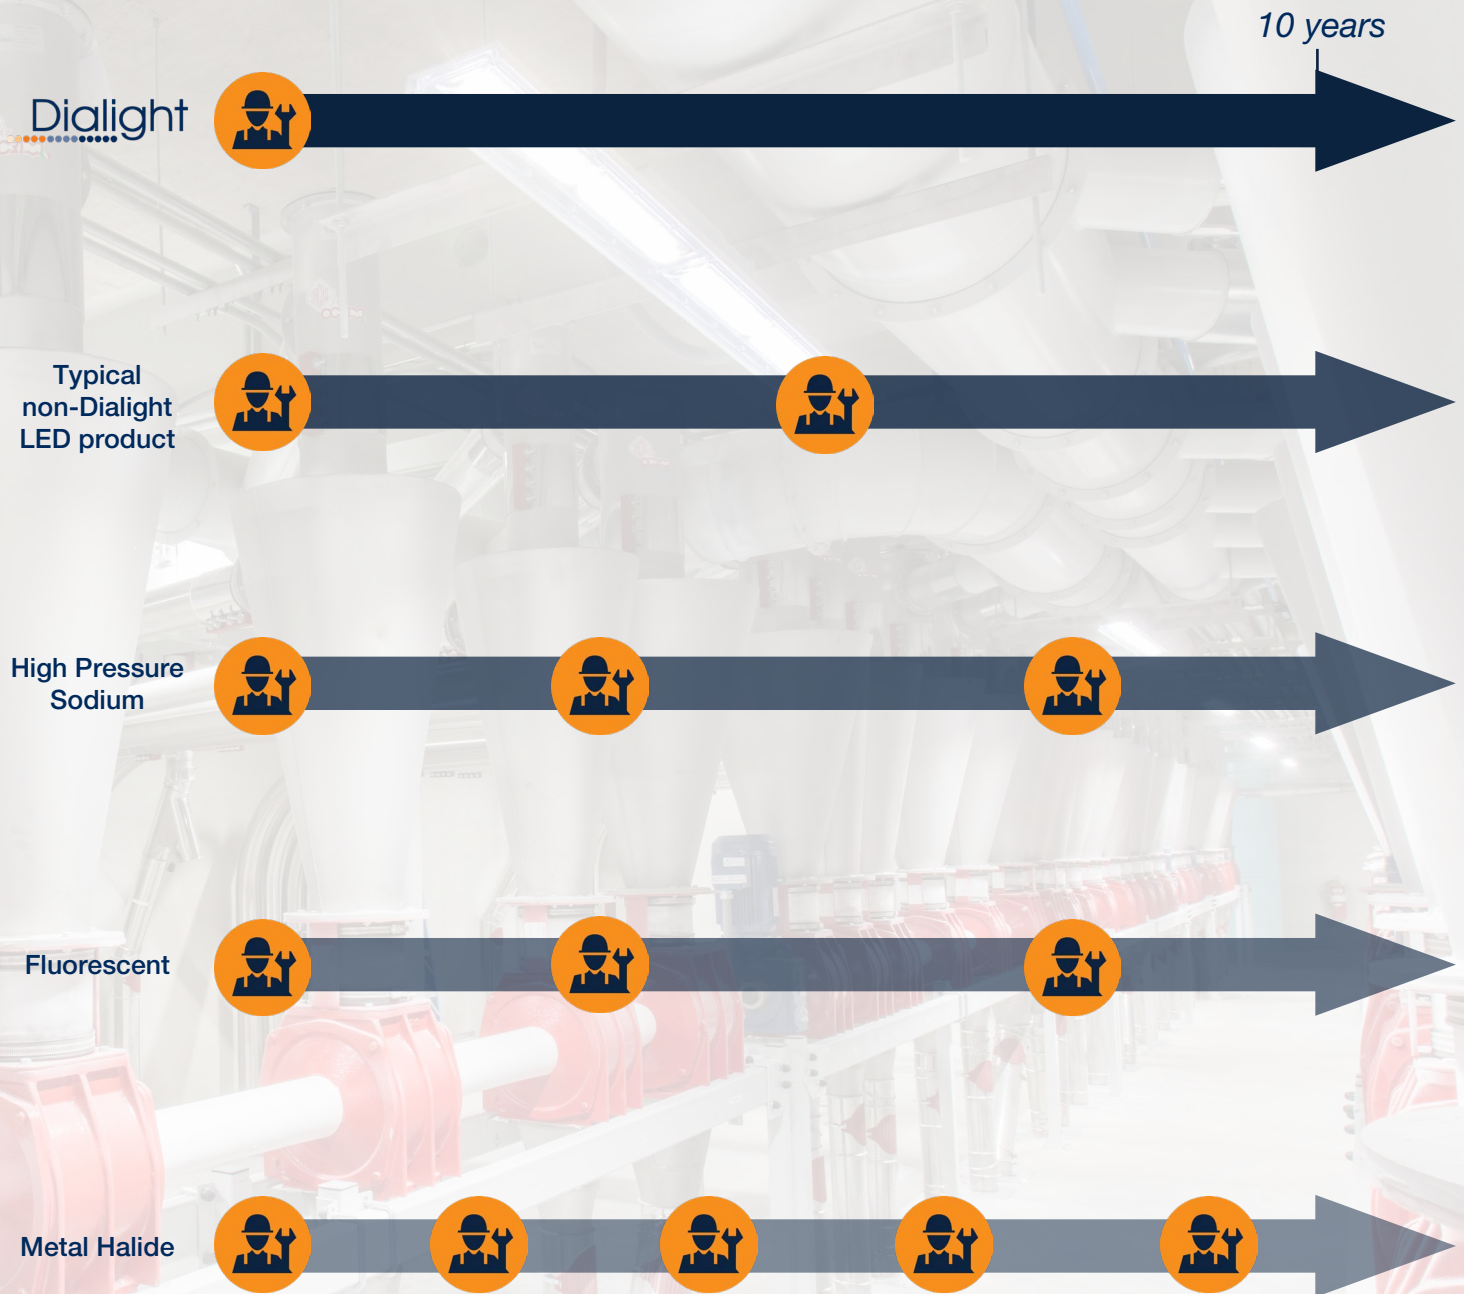 10 years
Dialight
Typical
non-Dialight
LED product
High Pressure
Sodium
Fluorescent
Metal Halide